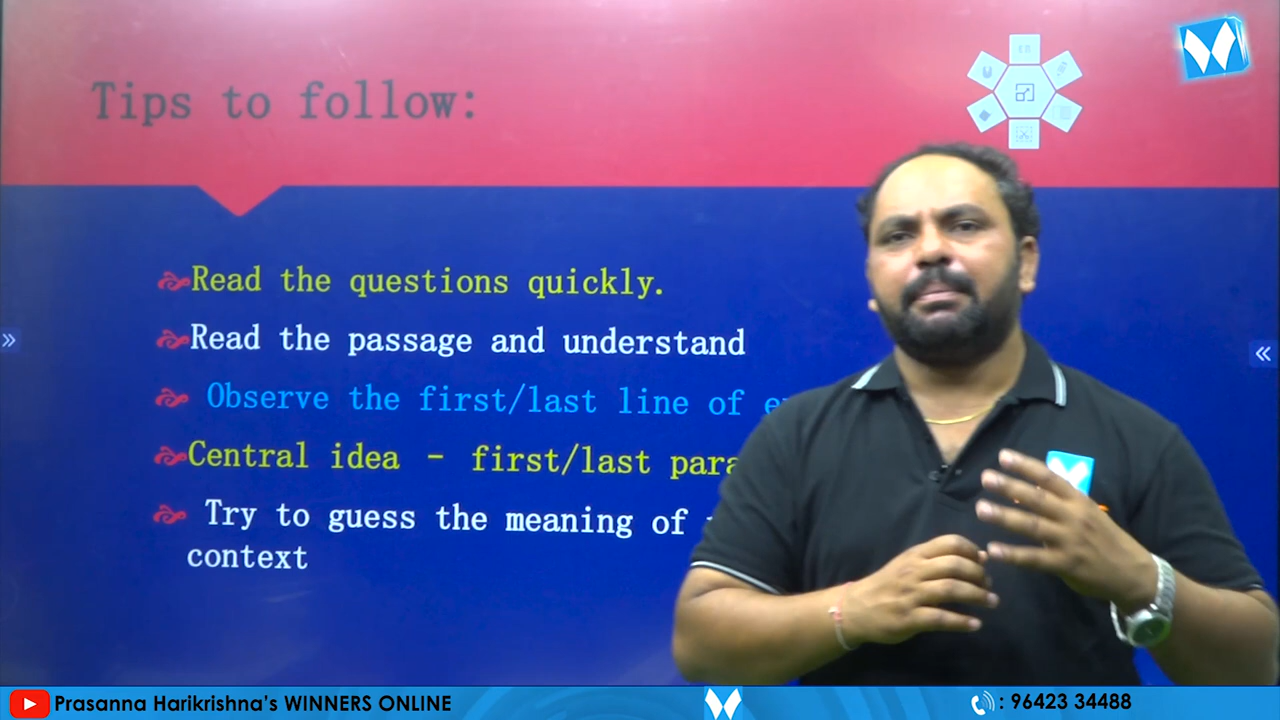 Tips to follow:
Read the questions quickly.
Read the passage and understand
Observe the first/last line of
Central idea - first/last para
Try to guess the meaning of
context
Prasanna Harikrishna's WINNERS ONLINE
: 96423 34488